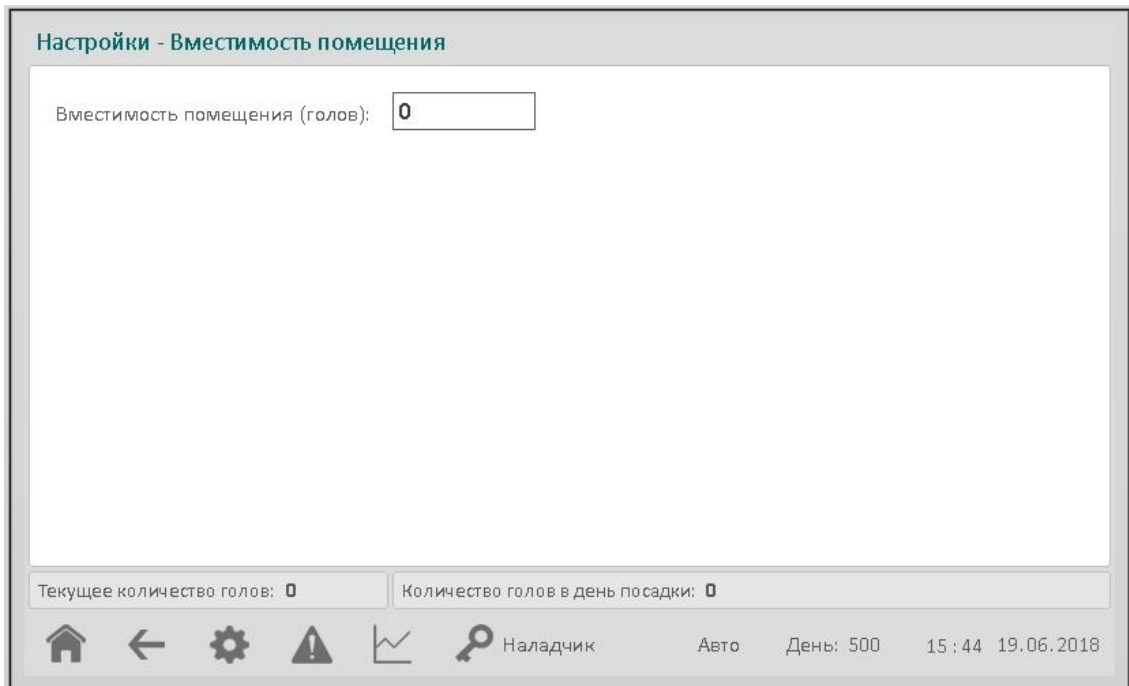 Настройки - Вместимость помещения
Вместимость помещения (голов): 0
Текущее количество голов: 0 Количество голов в день посадки: 0
Наладчик Авто День: 500 15:44 19.06.2018